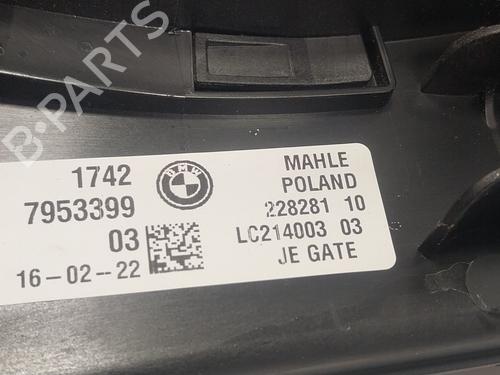 B-PARTS
1742
7953399
03
16-02-22
BMW
MAHLE
POLAND
228281 10
LC214003 03
JE GATE